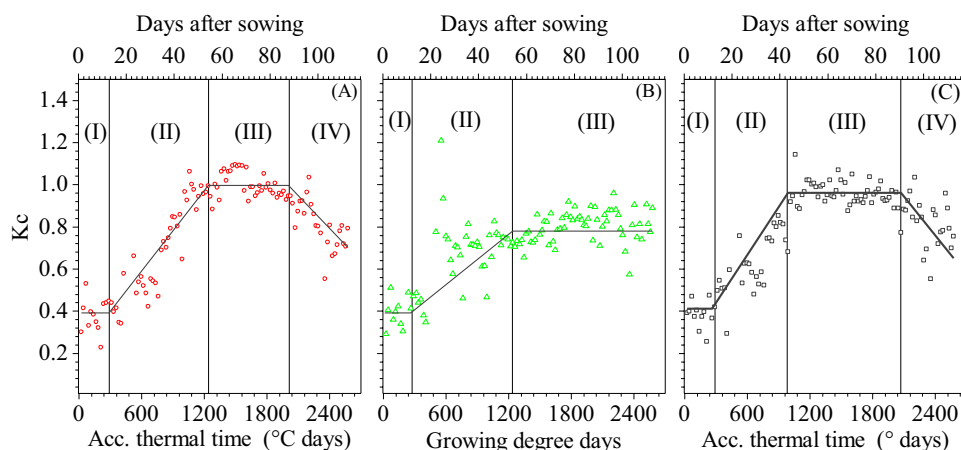 Days after sowing Days after sowing Days after sowing
0 20 40 60 80 100 0 20 40 60 80 100 0 20 40 60 80 100
1.4 (A) (B) (C)
(I) (II) (III) (IV) (I) (II) (III) (I) (II) (III) (IV)
1.2
1.0
Kc
0.8
0.6
0.4
0.2
0 600 1200 1800 2400 0 600 1200 1800 2400 0 600 1200 1800 2400
Acc. thermal time (°C days) Growing degree days Acc. thermal time (° days)